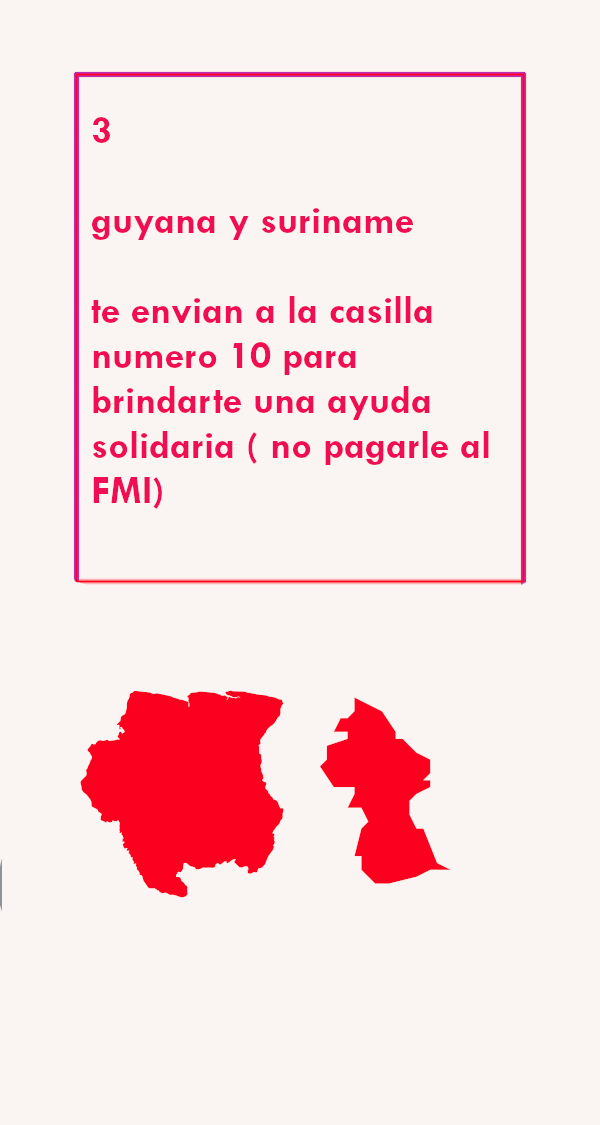 3
guyana y suriname
te envian a la casilla
numero 10 para
brindarte una ayuda
solidaria ( no pagarle al
FMI)